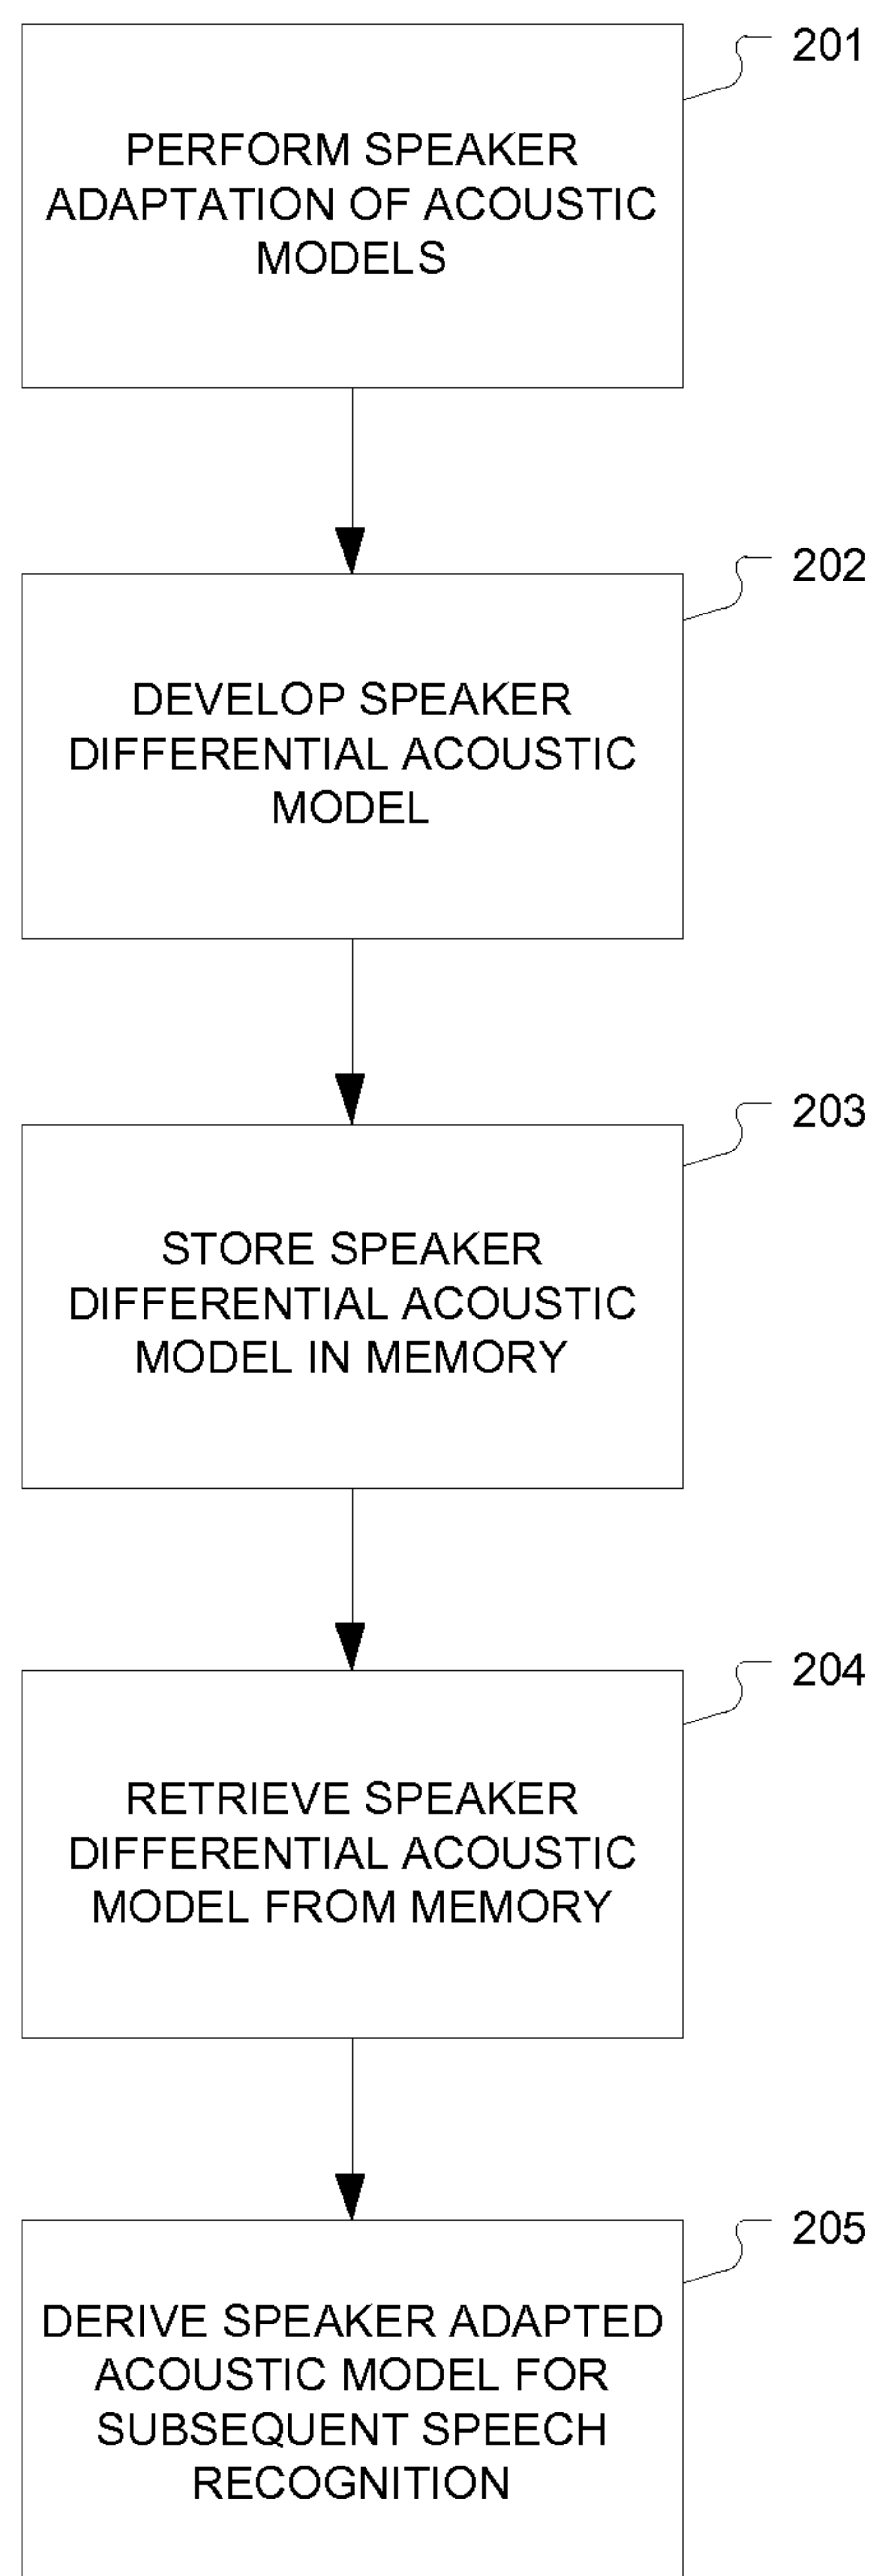 201
PERFORM SPEAKER
ADAPTATION OF ACOUSTIC
MODELS
202
DEVELOP SPEAKER
DIFFERENTIAL ACOUSTIC
MODEL
203
STORE SPEAKER
DIFFERENTIAL ACOUSTIC
MODEL IN MEMORY
204
RETRIEVE SPEAKER
DIFFERENTIAL ACOUSTIC
MODEL FROM MEMORY
205
DERIVE SPEAKER ADAPTED
ACOUSTIC MODEL FOR
SUBSEQUENT SPEECH
RECOGNITION